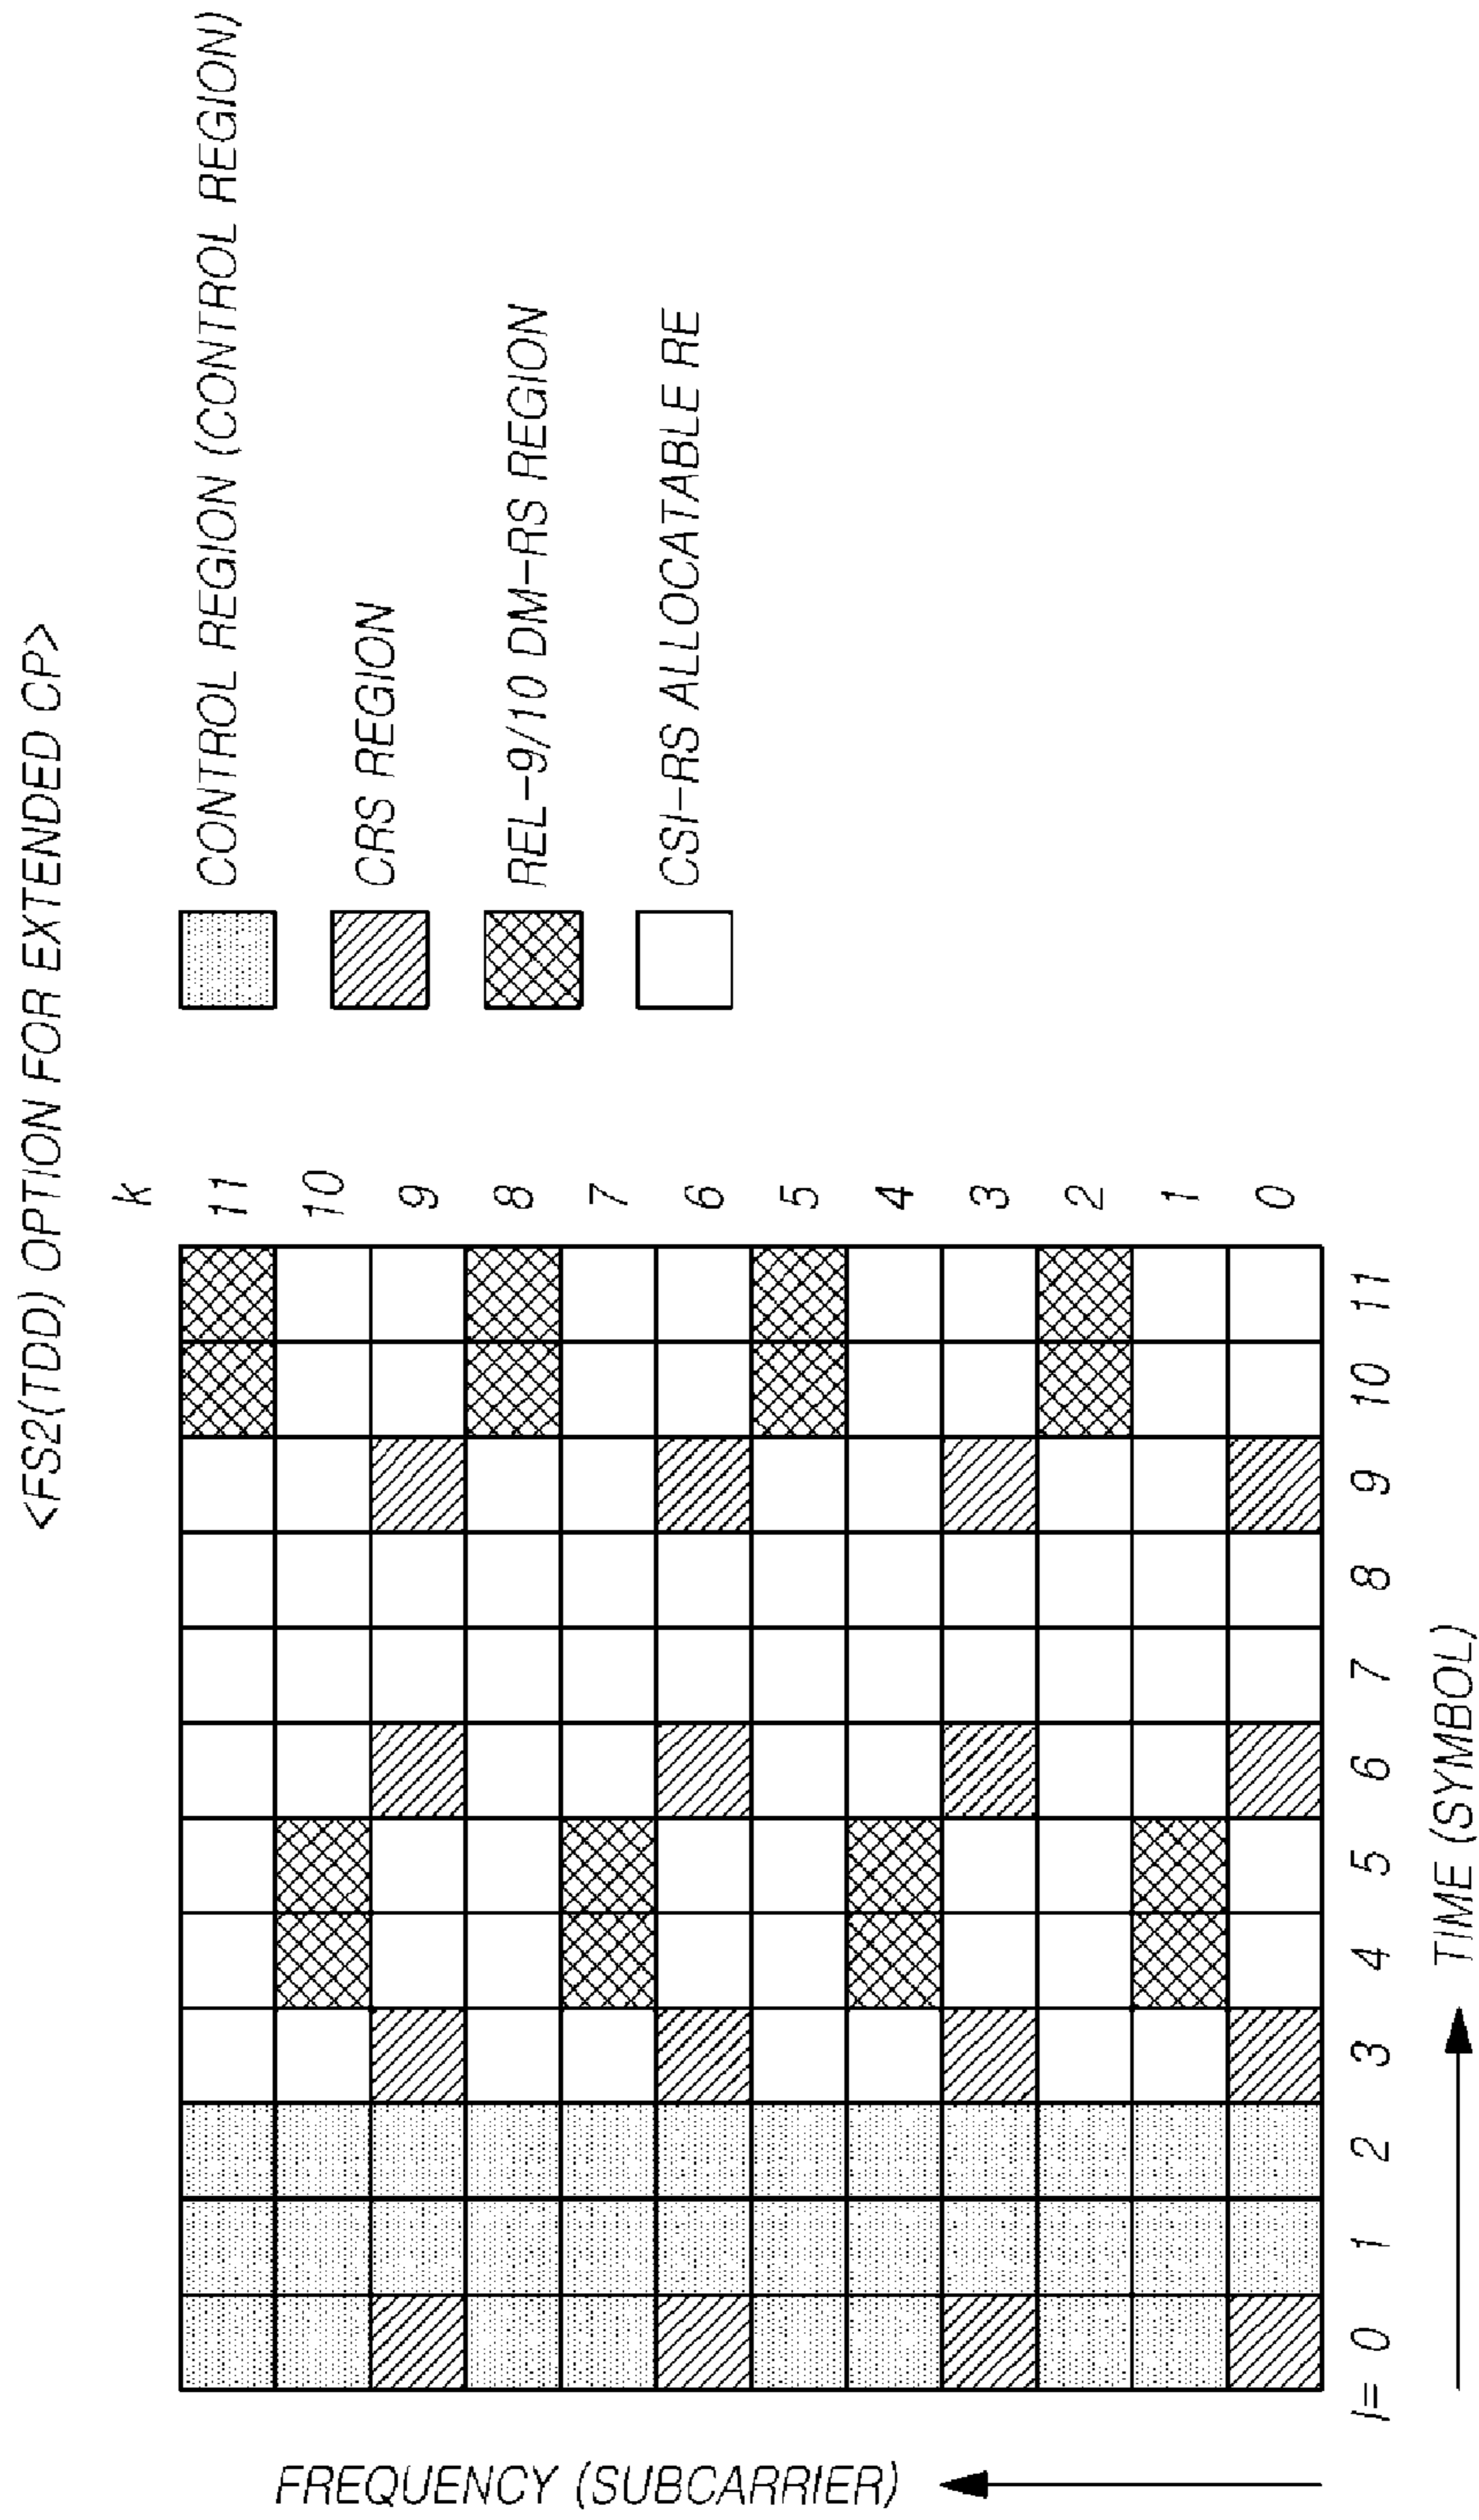 <FS2(TDD) OPTION FOR EXTENDED CP>
FREQUENCY (SUBCARRIER)
k
11
10
9
8
7
6
5
4
3
2
1
0
l= 0 1 2 3 4 5 6 7 8 9 10 11
TIME (SYMBOL)
CONTROL REGION (CONTROL REGION)
CRS REGION
REL-9/10 DM-RS REGION
CSI-RS ALLOCATABLE RE